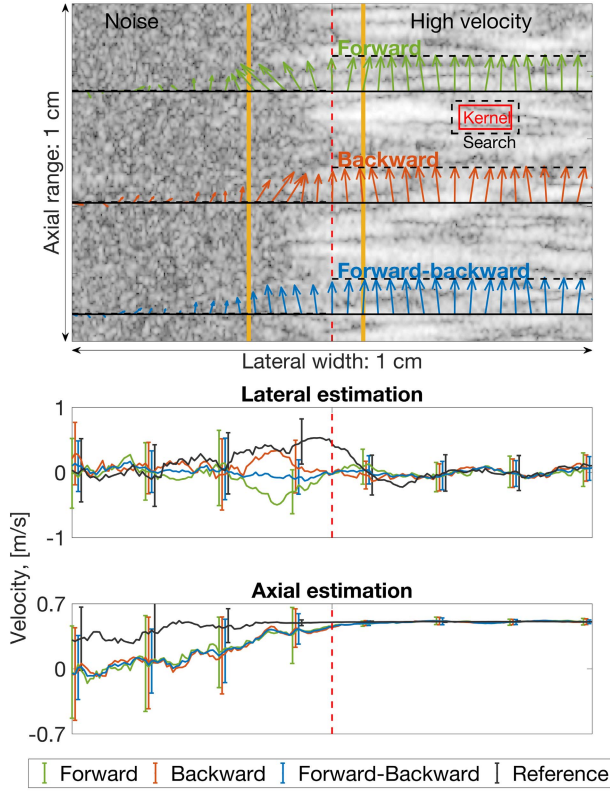 Noise High velocity
Forward
Kernel
Search
Backward
Forward-backward
Axial range: 1 cm
Lateral width: 1 cm
Lateral estimation
1
0
-1
Axial estimation
0.7
0
-0.7
Velocity, [m/s]
Forward Backward Forward-Backward Reference